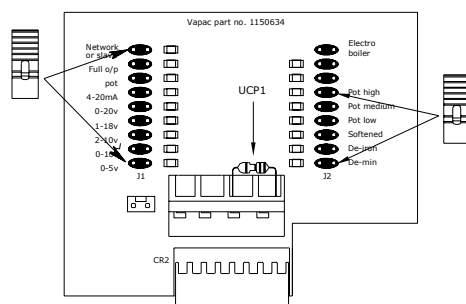 Vapac part no. 1150634
Network
or slave
Full o/p
pot
4-20mA
0-20v
1-18v
2-10v
0-10v
0-5v
J1
UCP1
Electro
boiler
Pot high
Pot medium
Pot low
Softened
De-iron
De-min
J2
CR2